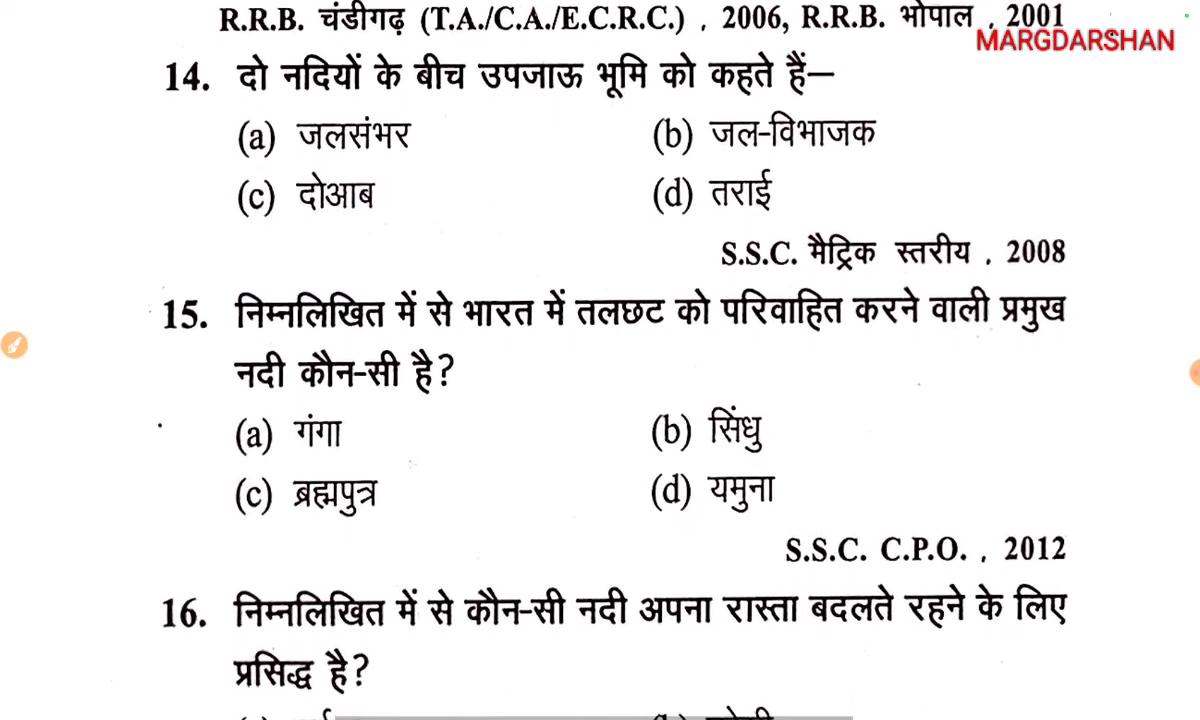 R.R.B. चंडीगढ़ (T.A./C.A./E.C.R.C.) , 2006, R.R.B. भोपाल , 2001
MARGDARSHAN
14. दो नदियों के बीच उपजाऊ भूमि को कहते हैं—
(a) जलसंभर (b) जल-विभाजक
(c) दोआब (d) तराई
S.S.C. मैट्रिक स्तरीय , 2008
15. निम्नलिखित में से भारत में तलछट को परिवाहित करने वाली प्रमुख
नदी कौन-सी है?
(a) गंगा (b) सिंधु
(c) ब्रह्मपुत्र (d) यमुना
S.S.C. C.P.O. , 2012
16. निम्नलिखित में से कौन-सी नदी अपना रास्ता बदलते रहने के लिए
प्रसिद्ध है?